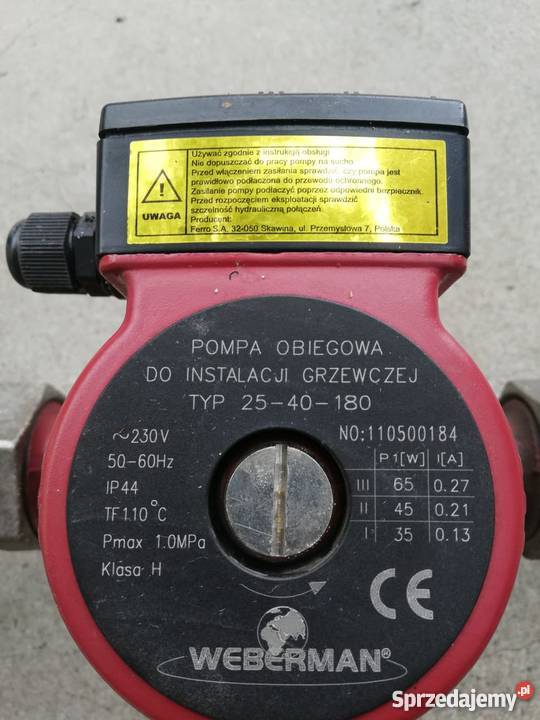 Używać zgodnie z instrukcją obsługi
Nie dopuszczać do pracy pompy na sucho.
Przed włączeniem zasilania sprawdzić, czy pompa jest
prawidłowo podłączona do przewodu ochronnego.
Zasilanie pompy podłączyć poprzez odpowiedni bezpiecznik.
Przed rozpoczęciem eksploatacji sprawdzić
szczelność hydrauliczną połączeń.
Producent:
Ferro S.A. 32-050 Skawina, ul. Przemysłowa 7, Polska
UWAGA
POMPA OBIEGOWA
DO INSTALACJI GRZEWCZEJ
TYP 25-40-180
~230V
50-60Hz
IP44
TF110°C
Pmax 1.0MPa
Klasa H
NO:110500184
P1[W] I[A]
III 65 0.27
II 45 0.21
I 35 0.13
CE
WEBERMAN®
Sprzedajemy.pl